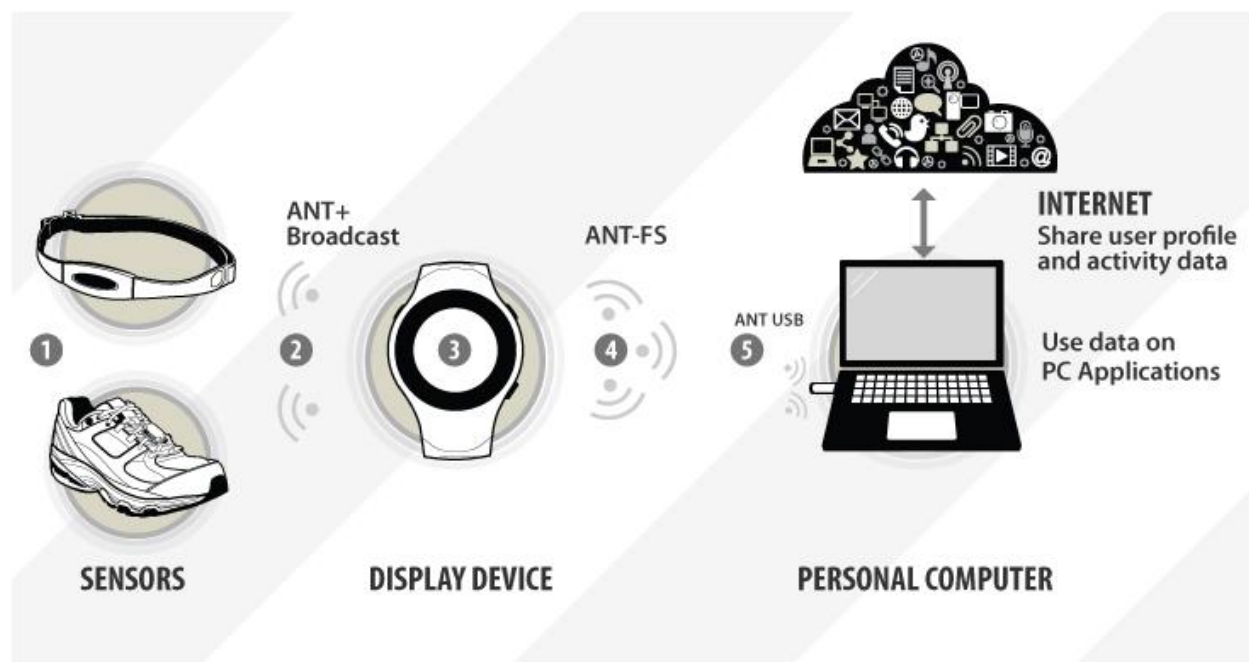 ANT+
Broadcast
ANT-FS
INTERNET
Share user profile
and activity data
ANT USB
1
2
3
4
5
Use data on
PC Applications
SENSORS
DISPLAY DEVICE
PERSONAL COMPUTER
@